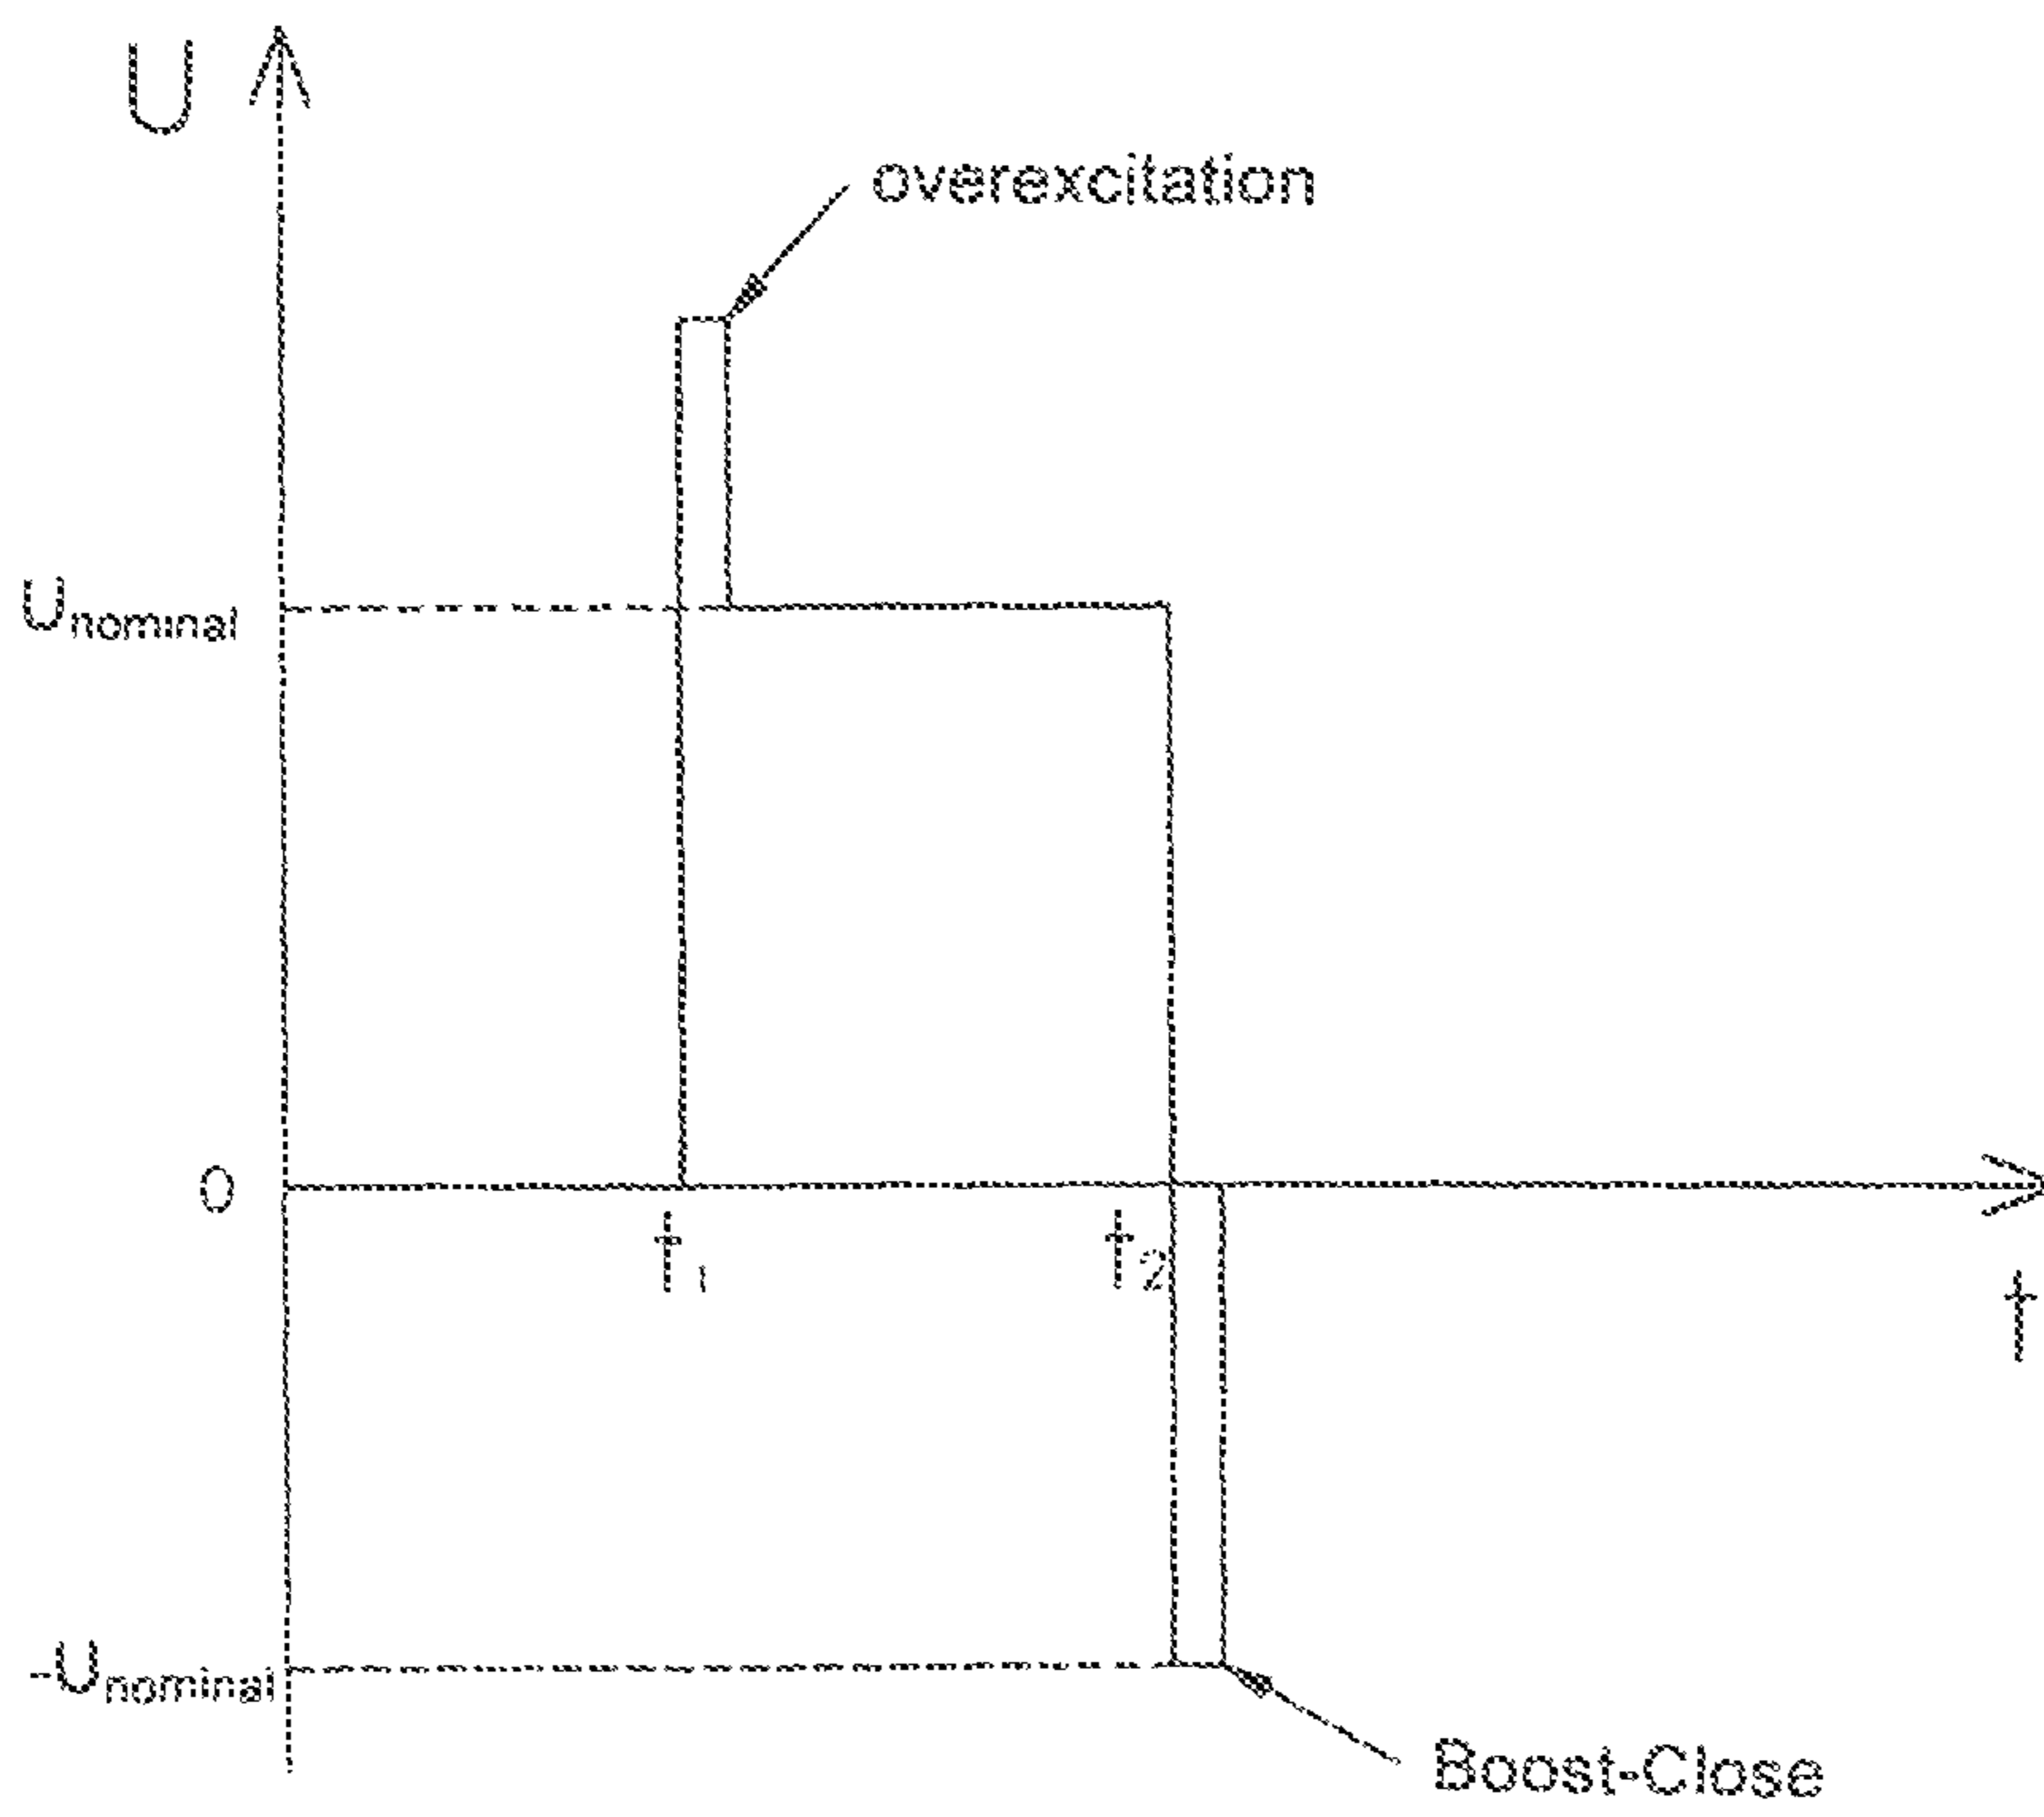 U
overexcitation
Unominal
0
t1
t2
t
-Unominal
Boost-Close